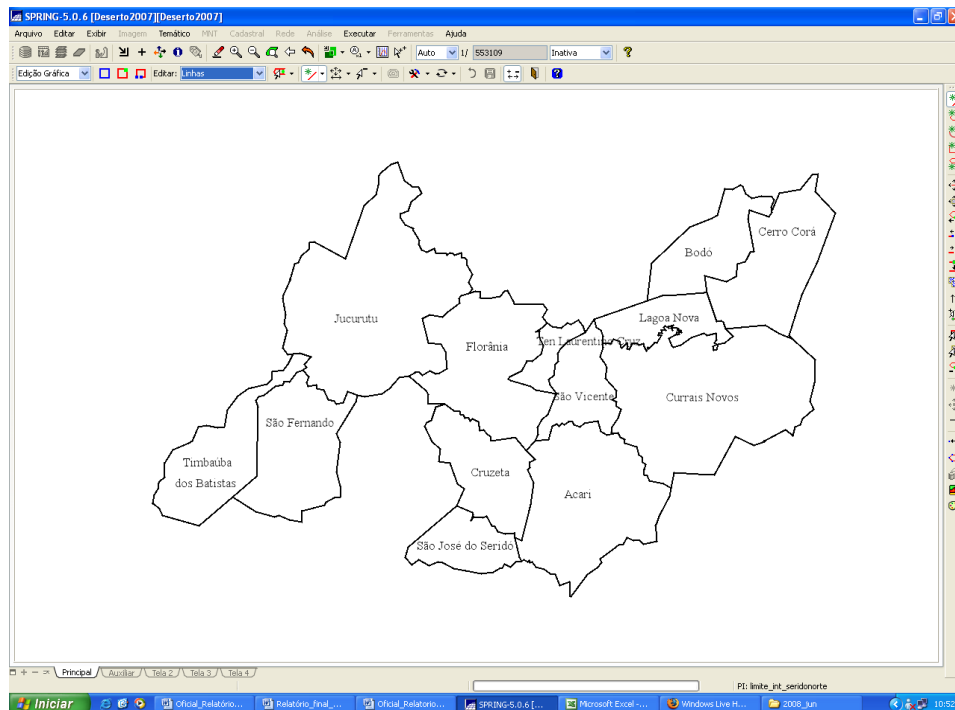 SPRING-5.0.6 [Deserto2007][Deserto2007]
Arquivo Editar Exibir Imagem Temático MNT Cadastral Rede Análise Executar Ferramentas Ajuda
Auto 1/ 553109 Inativa
Edição Gráfica Editar: Linhas
Cerro Corá
Bodó
Jucurutu
Lagoa Nova
Florânia
Ten Laurentino Cruz
São Vicente
Currais Novos
São Fernando
Timbaúba
dos Batistas
Cruzeta
Acari
São José do Seridó
Principal Auxiliar Tela 2 Tela 3 Tela 4
PI: limite_int_seridonorte
Iniciar
Oficial_Relatório...
Relatório_final_...
Oficial_Relatorio...
SPRING-5.0.6 [...
Microsoft Excel -...
Windows Live H...
2008_jun
10:52